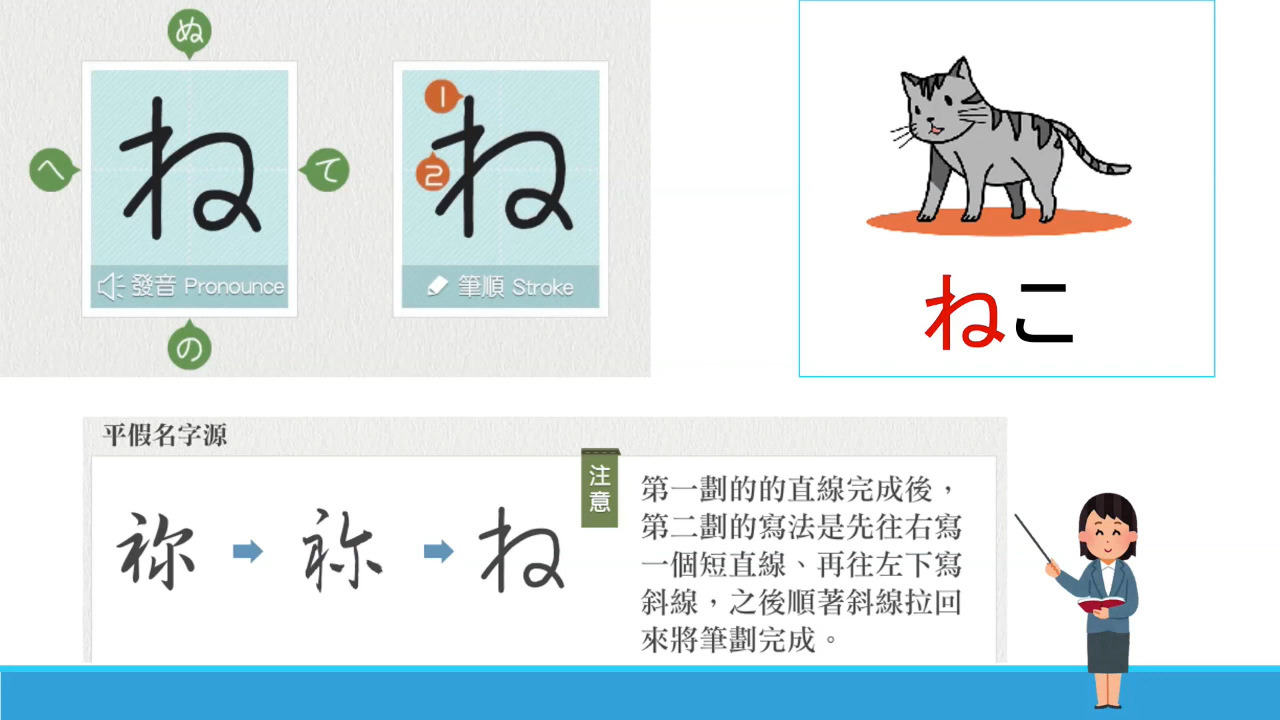 ぬ
へ
ね
て
發音 Pronounce
の
1
2
ね
筆順 Stroke
ねこ
平假名字源
祢
祢
ね
注意
第一劃的的直線完成後，
第二劃的寫法是先往右寫
一個短直線、再往左下寫
斜線，之後順著斜線拉回
來將筆劃完成。